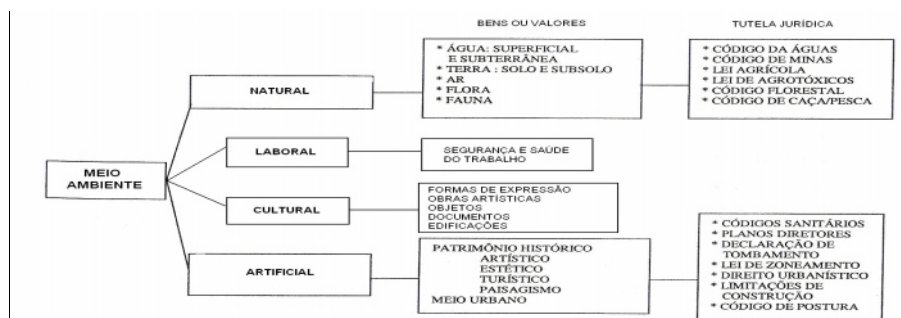 BENS OU VALORES
TUTELA JURÍDICA
* ÁGUA: SUPERFICIAL
E SUBTERRÂNEA
* TERRA : SOLO E SUBSOLO
* AR
* FLORA
* FAUNA
* CÓDIGO DA ÁGUAS
* CÓDIGO DE MINAS
* LEI AGRÍCOLA
* LEI DE AGROTÓXICOS
* CÓDIGO FLORESTAL
* CÓDIGO DE CAÇA/PESCA
NATURAL
LABORAL
SEGURANÇA E SAÚDE
DO TRABALHO
MEIO
AMBIENTE
CULTURAL
FORMAS DE EXPRESSÃO
OBRAS ARTÍSTICAS
OBJETOS
DOCUMENTOS
EDIFICAÇÕES
ARTIFICIAL
PATRIMÔNIO HISTÓRICO
ARTÍSTICO
ESTÉTICO
TURÍSTICO
PAISAGISMO
MEIO URBANO
* CÓDIGOS SANITÁRIOS
* PLANOS DIRETORES
* DECLARAÇÃO DE
TOMBAMENTO
* LEI DE ZONEAMENTO
* DIREITO URBANÍSTICO
* LIMITAÇÕES DE
CONSTRUÇÃO
* CÓDIGO DE POSTURA